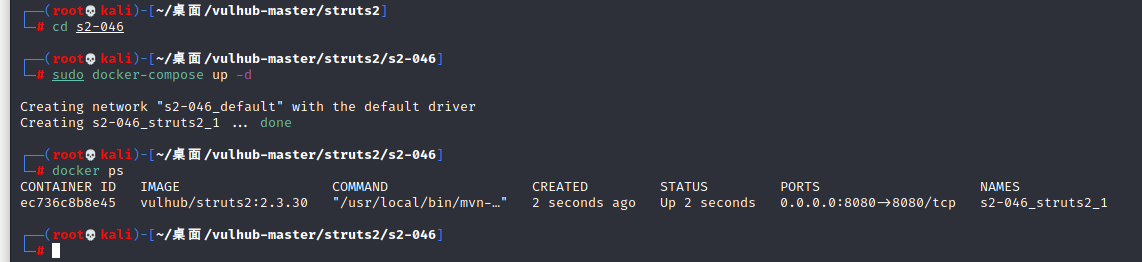 ┌──(root💀kali)-[~/桌面/vulhub-master/struts2]
└─# cd s2-046
┌──(root💀kali)-[~/桌面/vulhub-master/struts2/s2-046]
└─# sudo docker-compose up -d
Creating network "s2-046_default" with the default driver
Creating s2-046_struts2_1 ... done
┌──(root💀kali)-[~/桌面/vulhub-master/struts2/s2-046]
└─# docker ps
CONTAINER ID   IMAGE                   COMMAND                  CREATED         STATUS         PORTS                    NAMES
ec736c8b8e45   vulhub/struts2:2.3.30   "/usr/local/bin/mvn-…"   2 seconds ago   Up 2 seconds   0.0.0.0:8080→8080/tcp   s2-046_struts2_1
┌──(root💀kali)-[~/桌面/vulhub-master/struts2/s2-046]
└─#